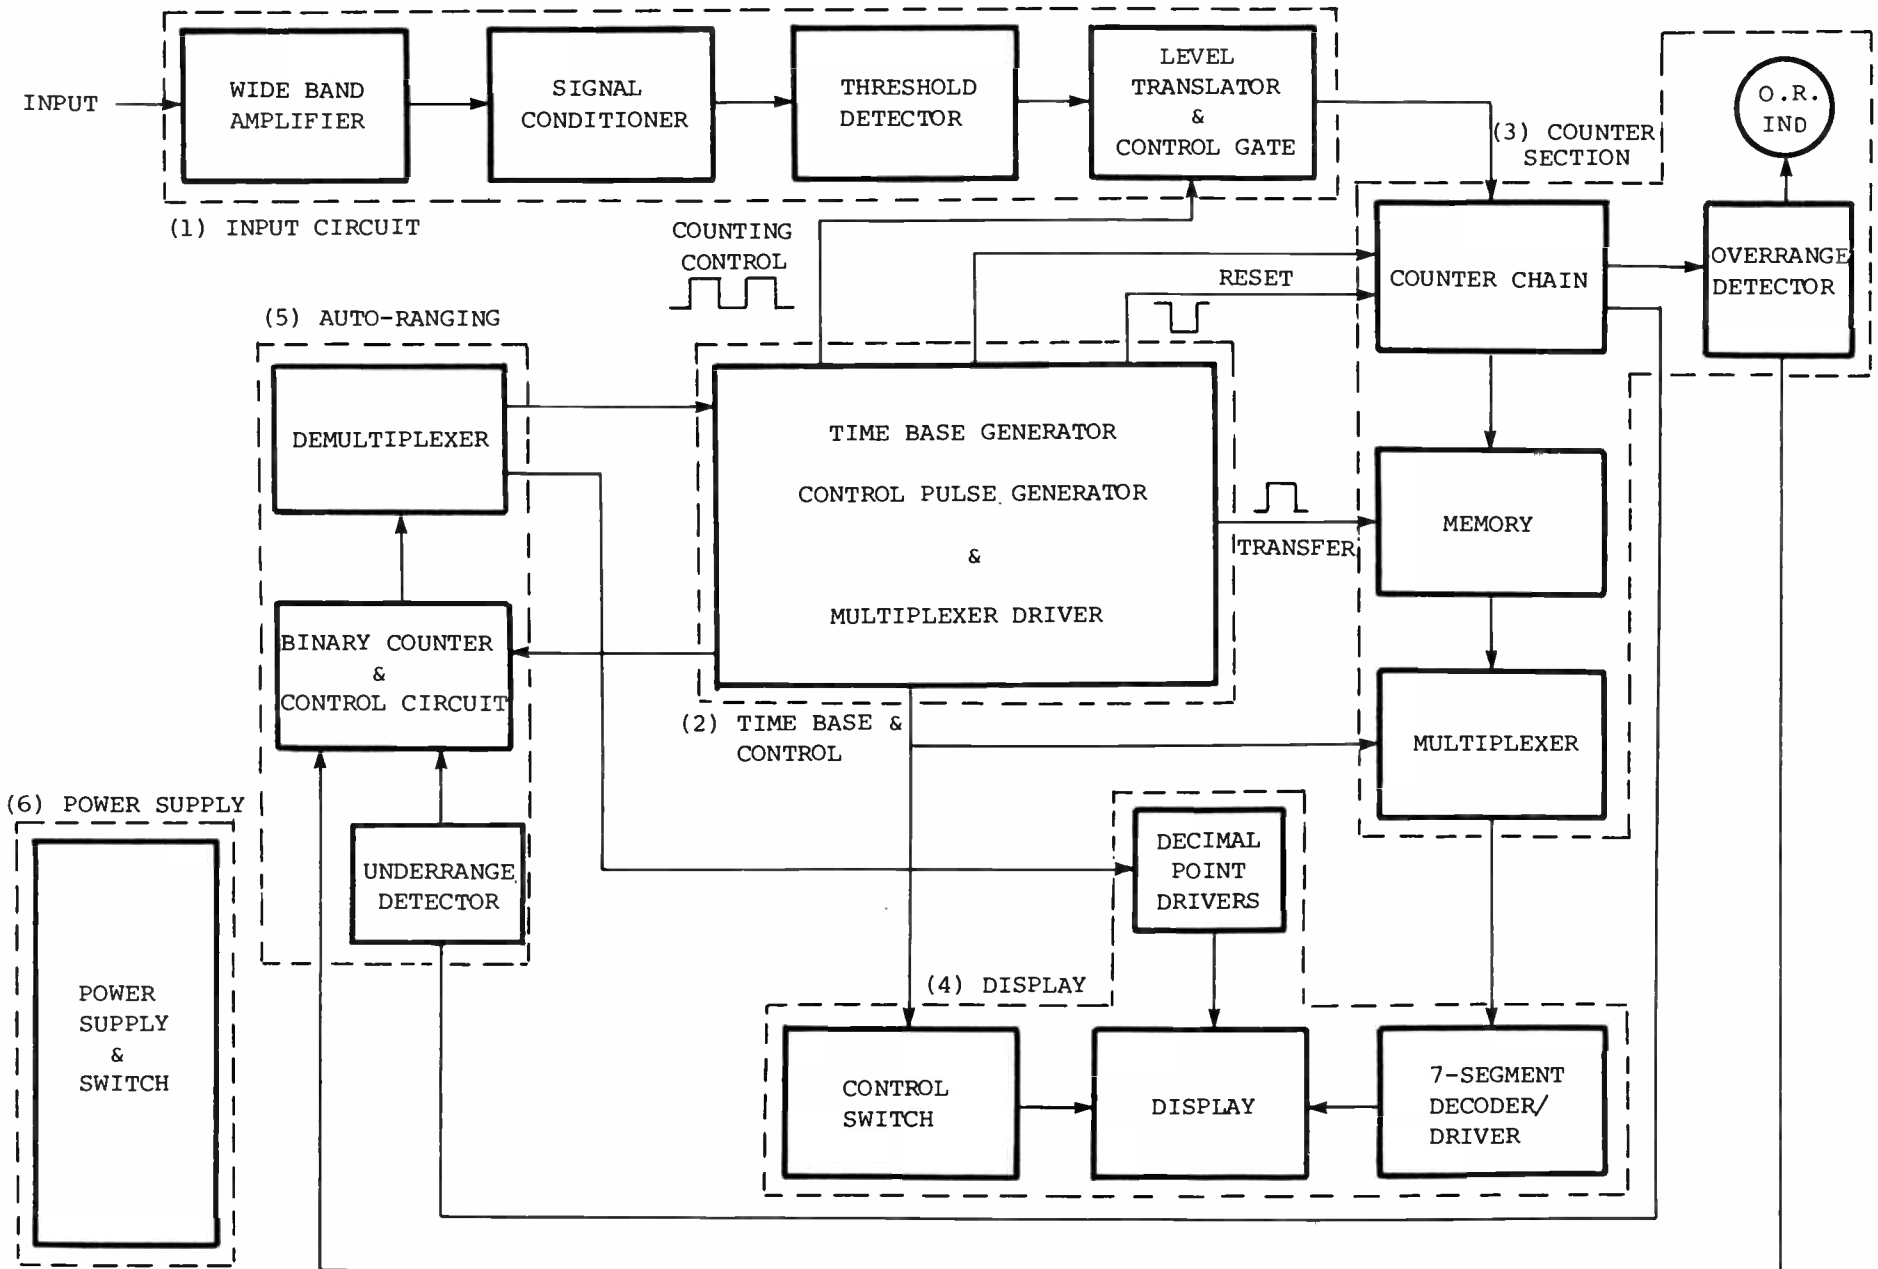 INPUT
WIDE BAND
AMPLIFIER
SIGNAL
CONDITIONER
THRESHOLD
DETECTOR
LEVEL
TRANSLATOR
&
CONTROL GATE
(1) INPUT CIRCUIT
(3) COUNTER
SECTION
O.R.
IND
COUNTING
CONTROL
RESET
COUNTER CHAIN
OVERRANGE
DETECTOR
(5) AUTO-RANGING
DEMULTIPLEXER
TIME BASE GENERATOR
CONTROL PULSE GENERATOR
&
MULTIPLEXER DRIVER
TRANSFER
MEMORY
BINARY COUNTER
&
CONTROL CIRCUIT
(2) TIME BASE &
CONTROL
MULTIPLEXER
(6) POWER SUPPLY
UNDERRANGE
DETECTOR
DECIMAL
POINT
DRIVERS
POWER
SUPPLY
&
SWITCH
(4) DISPLAY
CONTROL
SWITCH
DISPLAY
7-SEGMENT
DECODER/
DRIVER